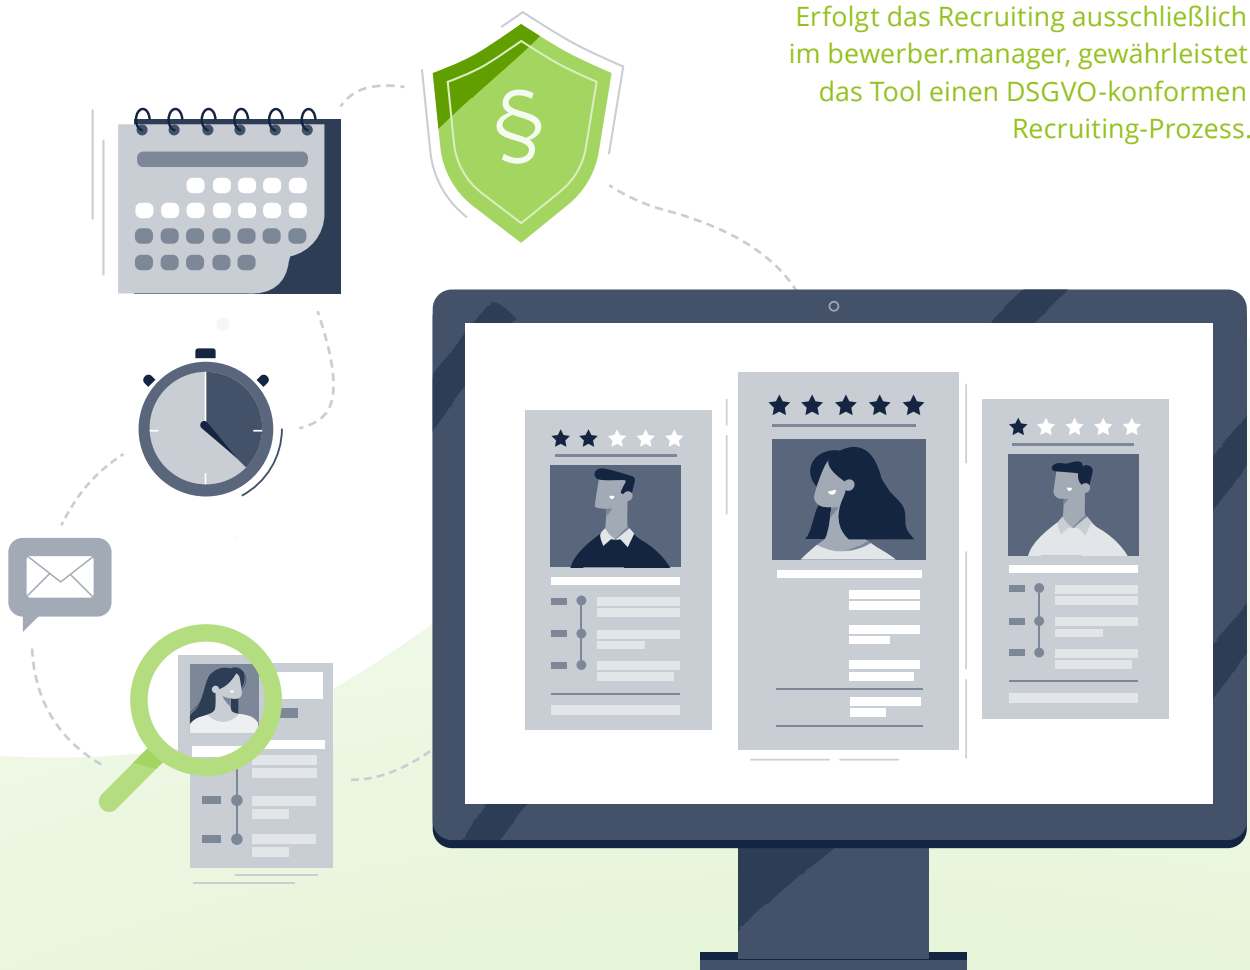 Erfolgt das Recruiting ausschließlich
im bewerber.manager, gewährleistet
das Tool einen DSGVO-konformen
Recruiting-Prozess.
§